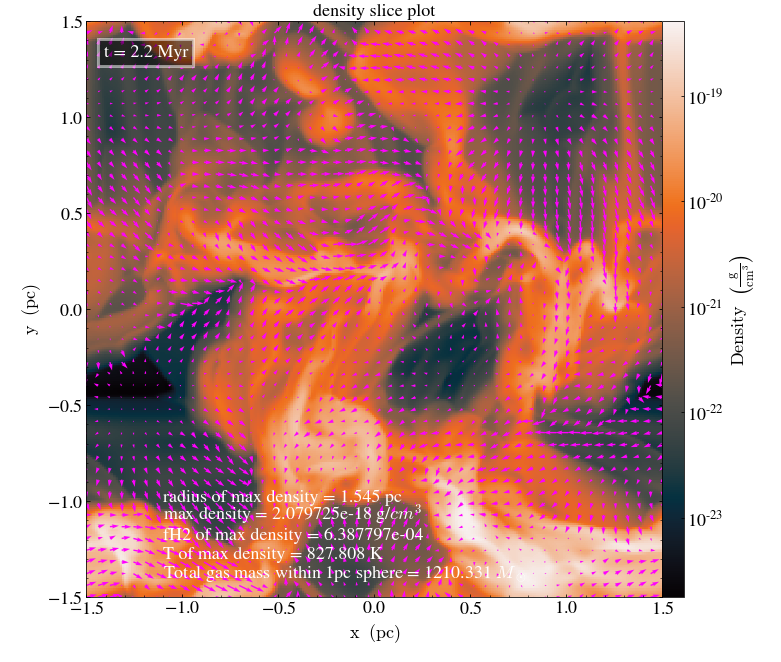 density slice plot
t = 2.2 Myr
1.5
1.0
0.5
0.0
−0.5
−1.0
−1.5
y (pc)
radius of max density = 1.545 pc
max density = 2.079725e-18 g/cm³
fH2 of max density = 6.387797e-04
T of max density = 827.808 K
Total gas mass within 1pc sphere = 1210.331 M
−1.5 −1.0 −0.5 0.0 0.5 1.0 1.5
x (pc)
10⁻¹⁹
10⁻²⁰
10⁻²¹
10⁻²²
10⁻²³
Density (g/cm³)